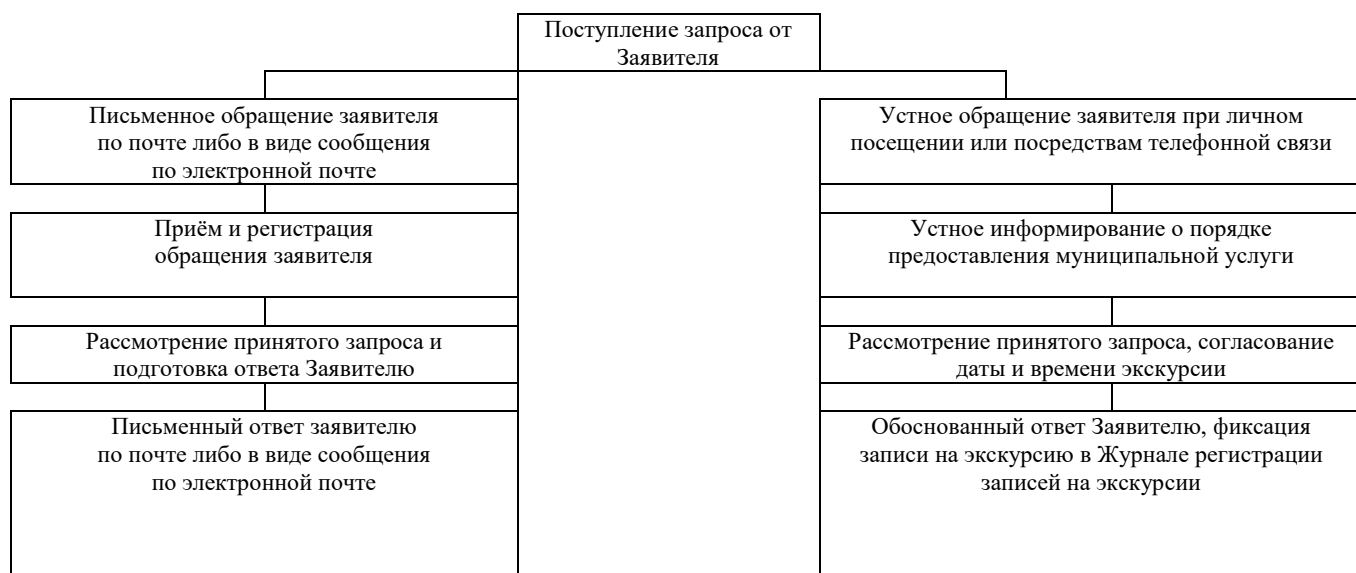 Поступление запроса от
Заявителя
Письменное обращение заявителя
по почте либо в виде сообщения
по электронной почте
Устное обращение заявителя при личном
посещении или посредствам телефонной связи
Приём и регистрация
обращения заявителя
Устное информирование о порядке
предоставления муниципальной услуги
Рассмотрение принятого запроса и
подготовка ответа Заявителю
Рассмотрение принятого запроса, согласование
даты и времени экскурсии
Письменный ответ заявителю
по почте либо в виде сообщения
по электронной почте
Обоснованный ответ Заявителю, фиксация
записи на экскурсию в Журнале регистрации
записей на экскурсии